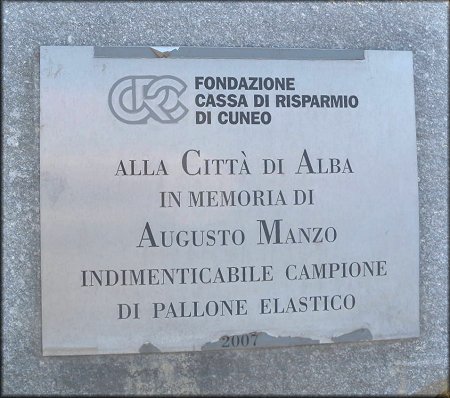 CRC FONDAZIONE
CASSA DI RISPARMIO
DI CUNEO
ALLA CITTÀ DI ALBA
IN MEMORIA DI
AUGUSTO MANZO
INDIMENTICABILE CAMPIONE
DI PALLONE ELASTICO
2007